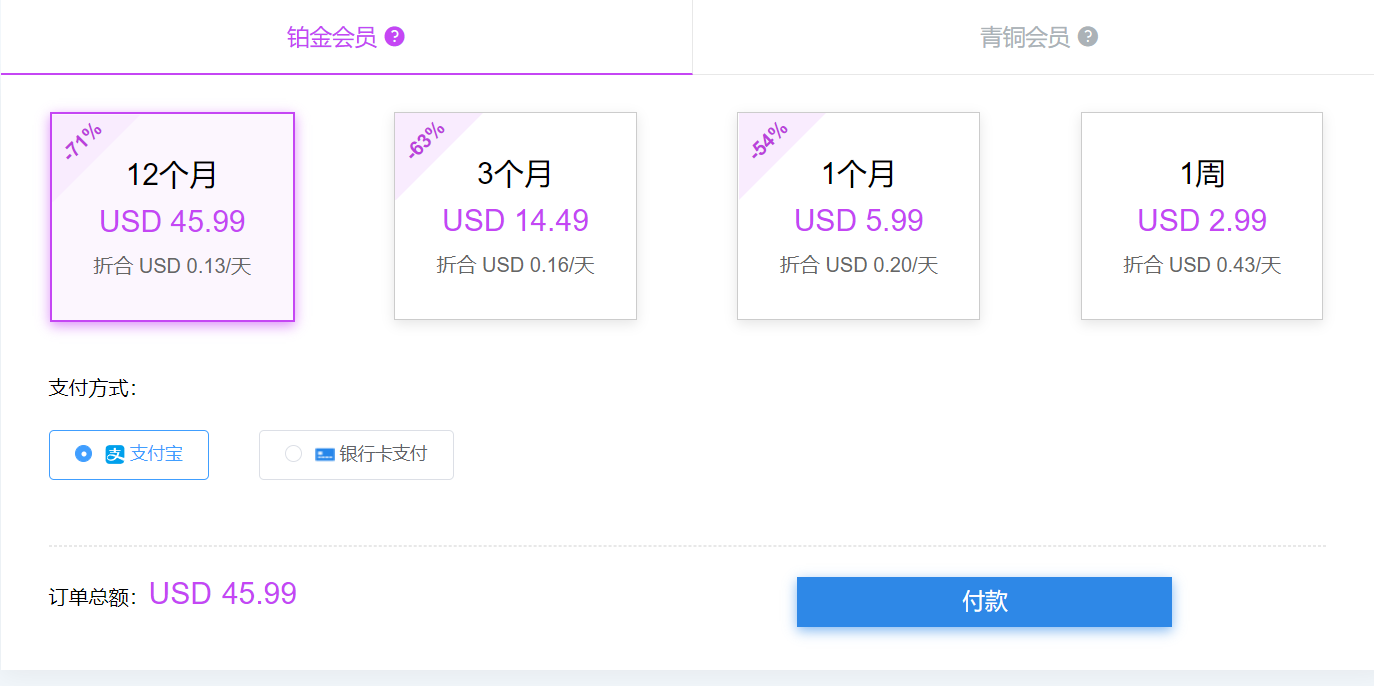 铂金会员 ?
青铜会员 ?
-71%
12个月
USD 45.99
折合 USD 0.13/天
-63%
3个月
USD 14.49
折合 USD 0.16/天
-54%
1个月
USD 5.99
折合 USD 0.20/天
1周
USD 2.99
折合 USD 0.43/天
支付方式：
支 支付宝
银行卡支付
订单总额：USD 45.99
付款